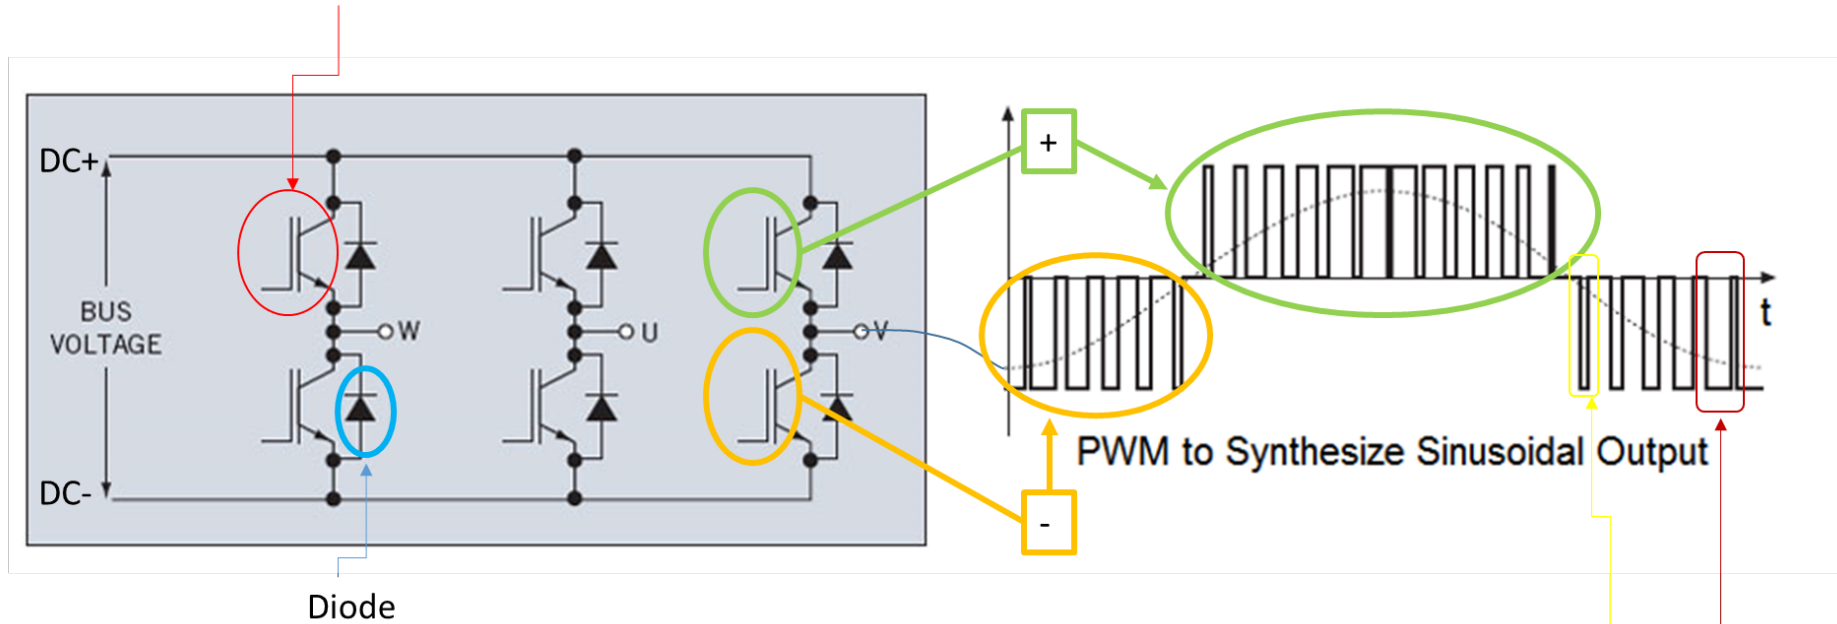 DC+
BUS
VOLTAGE
DC-
W
U
V
Diode
+
-
t
PWM to Synthesize Sinusoidal Output